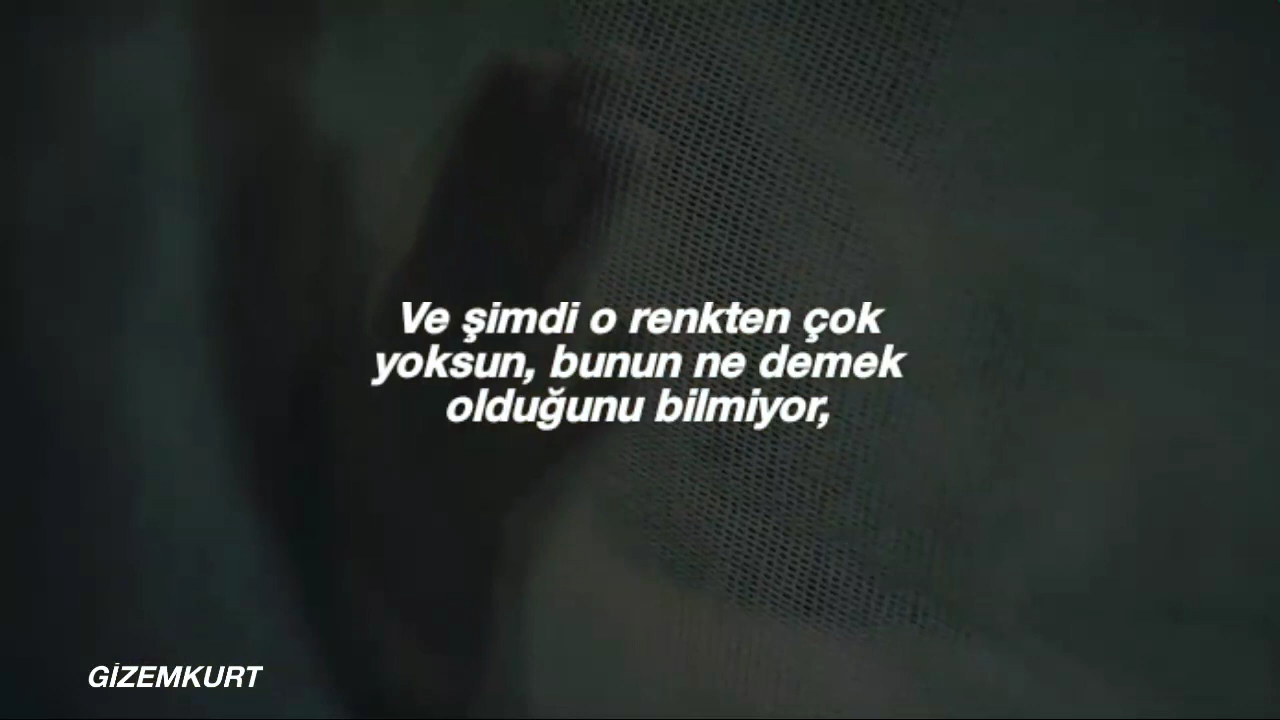 Ve şimdi o renkten çok
yoksun, bunun ne demek
olduğunu bilmiyor,
GİZEMKURT